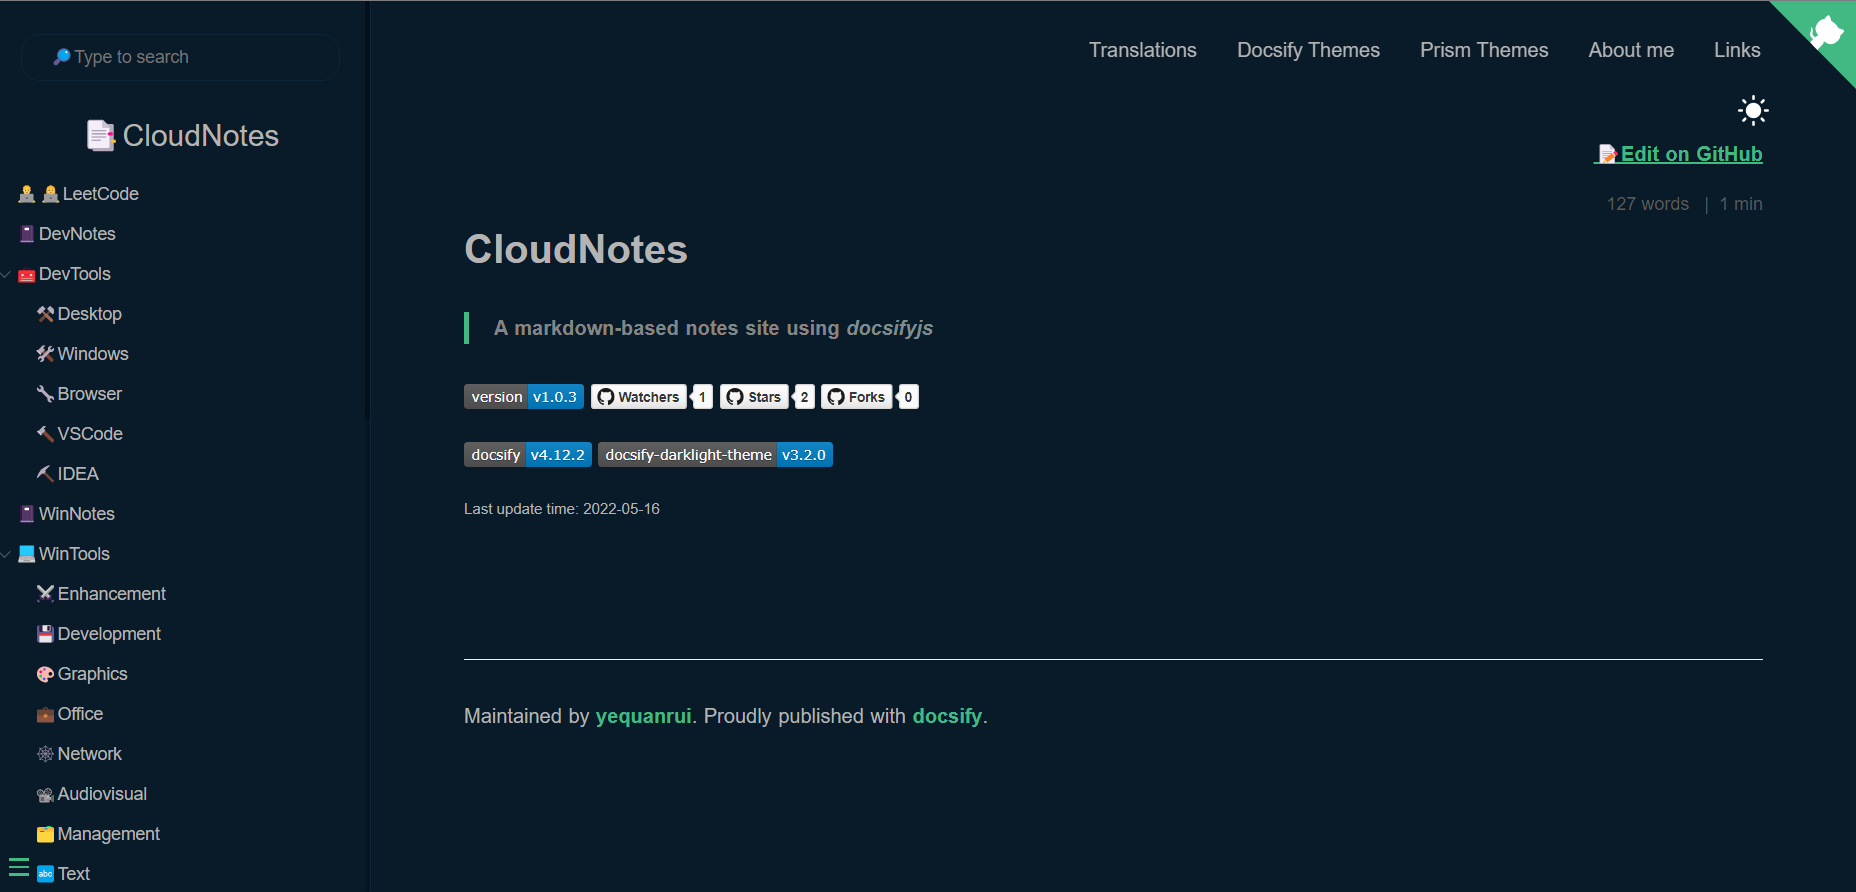 Type to search
CloudNotes
LeetCode
DevNotes
DevTools
Desktop
Windows
Browser
VSCode
IDEA
WinNotes
WinTools
Enhancement
Development
Graphics
Office
Network
Audiovisual
Management
abc Text
Translations Docsify Themes Prism Themes About me Links
Edit on GitHub
127 words | 1 min
CloudNotes
A markdown-based notes site using docsifyjs
version v1.0.3 Watchers 1 Stars 2 Forks 0
docsify v4.12.2 docsify-darklight-theme v3.2.0
Last update time: 2022-05-16
Maintained by yequanrui. Proudly published with docsify.